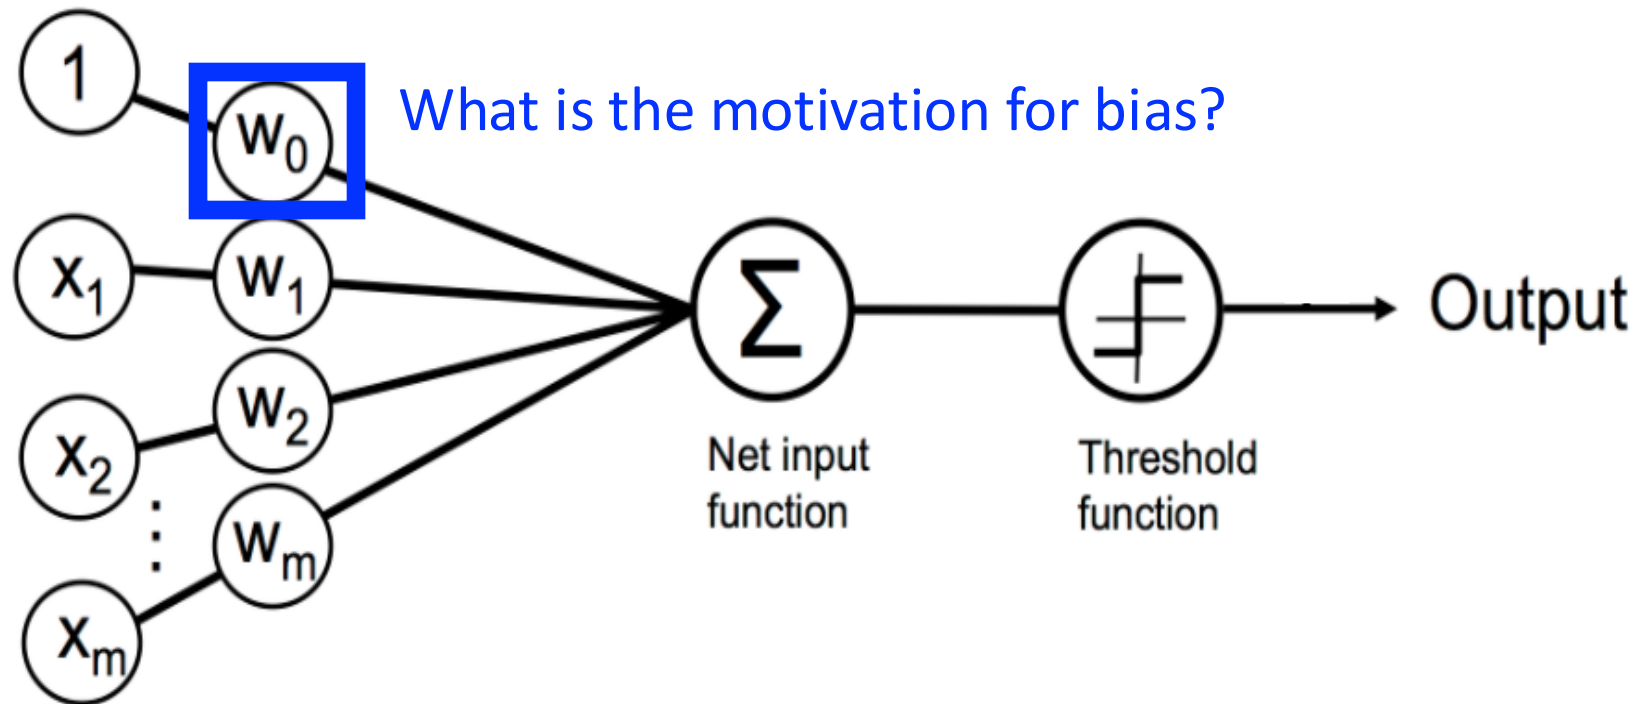 1
w₀
What is the motivation for bias?
x₁
w₁
x₂
w₂
⋮
xₘ
wₘ
Σ
Output
Net input
function
Threshold
function